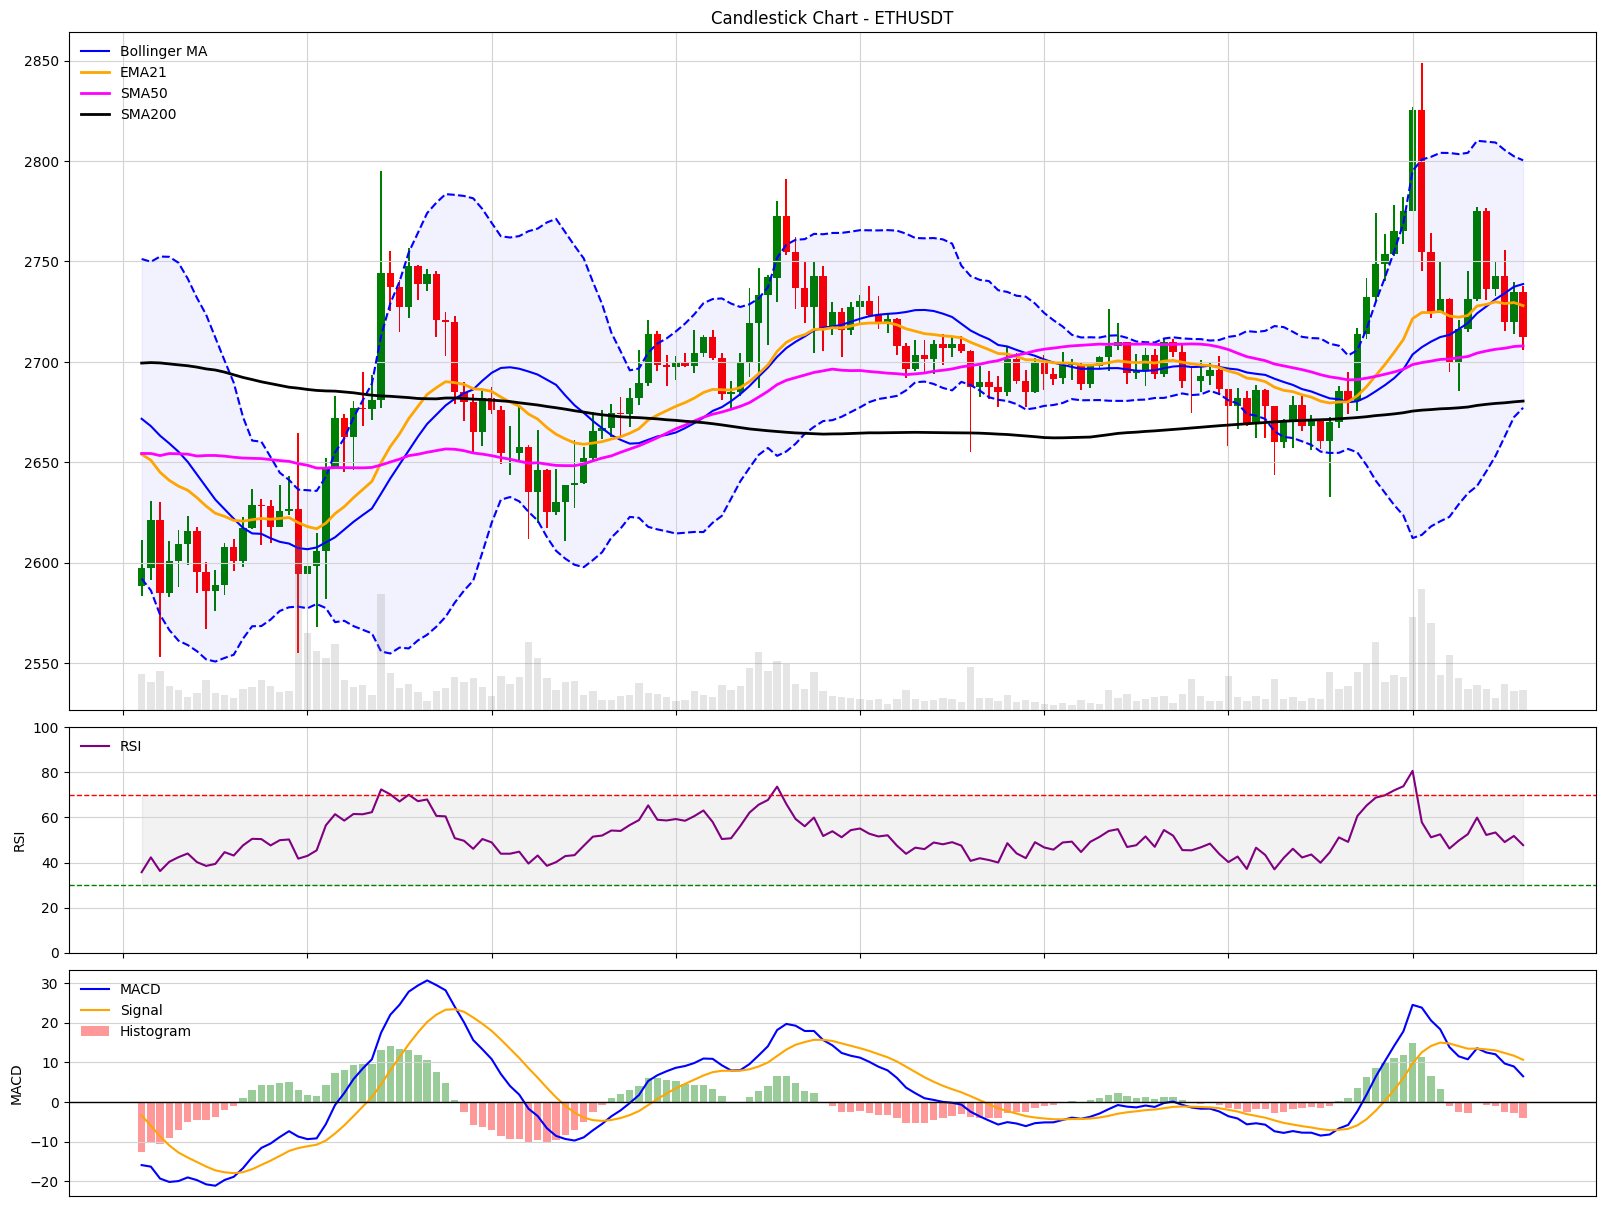 Candlestick Chart - ETHUSDT
Bollinger MA
EMA21
SMA50
SMA200
2850
2800
2750
2700
2650
2600
2550
RSI
100
80
60
40
20
0
RSI
MACD
Signal
Histogram
30
20
10
0
−10
−20
MACD